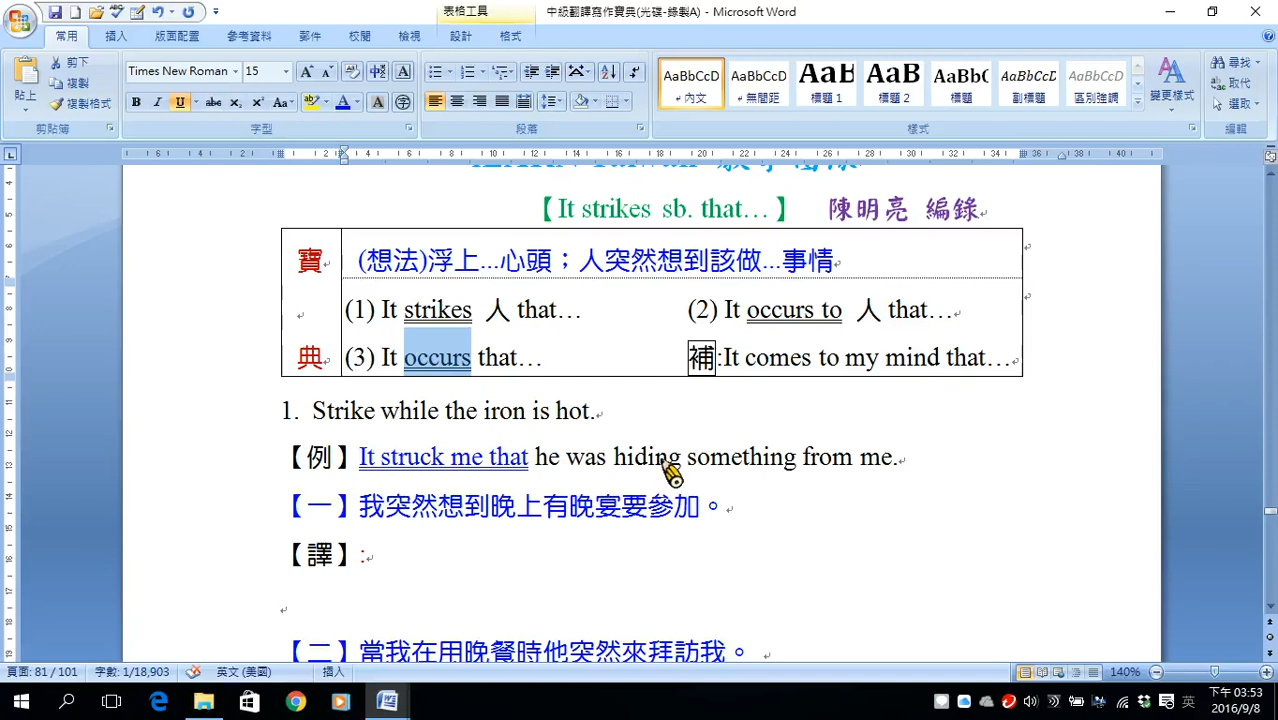 表格工具
中級翻譯寫作寶典(光碟-錄製A) - Microsoft Word
常用 插入 版面配置 參考資料 郵件 校閱 檢視 設計 格式
貼上
剪下
複製
複製格式
剪貼簿
Times New Roman 15
字型
段落
AaBbCcD 內文
AaBbCcD 無間距
AaB 標題 1
AaB 標題 2
AaBb( 標題
AaBbCcD 副標題
AaBbCcD 區別強調
變更樣式
樣式
尋找
取代
選取
編輯
【It strikes sb. that…】 陳明亮 編錄
寶 (想法)浮上...心頭；人突然想到該做...事情
(1) It strikes 人 that… (2) It occurs to 人 that…
典 (3) It occurs that… 補:It comes to my mind that…
1. Strike while the iron is hot.
【例】It struck me that he was hiding something from me.
【一】我突然想到晚上有晚宴要參加。
【譯】:
【二】當我在用晚餐時他突然來拜訪我。
頁面: 81 / 101 字數: 1/18,903 英文 (美國) 插入 140%
英 下午 03:53
2016/9/8